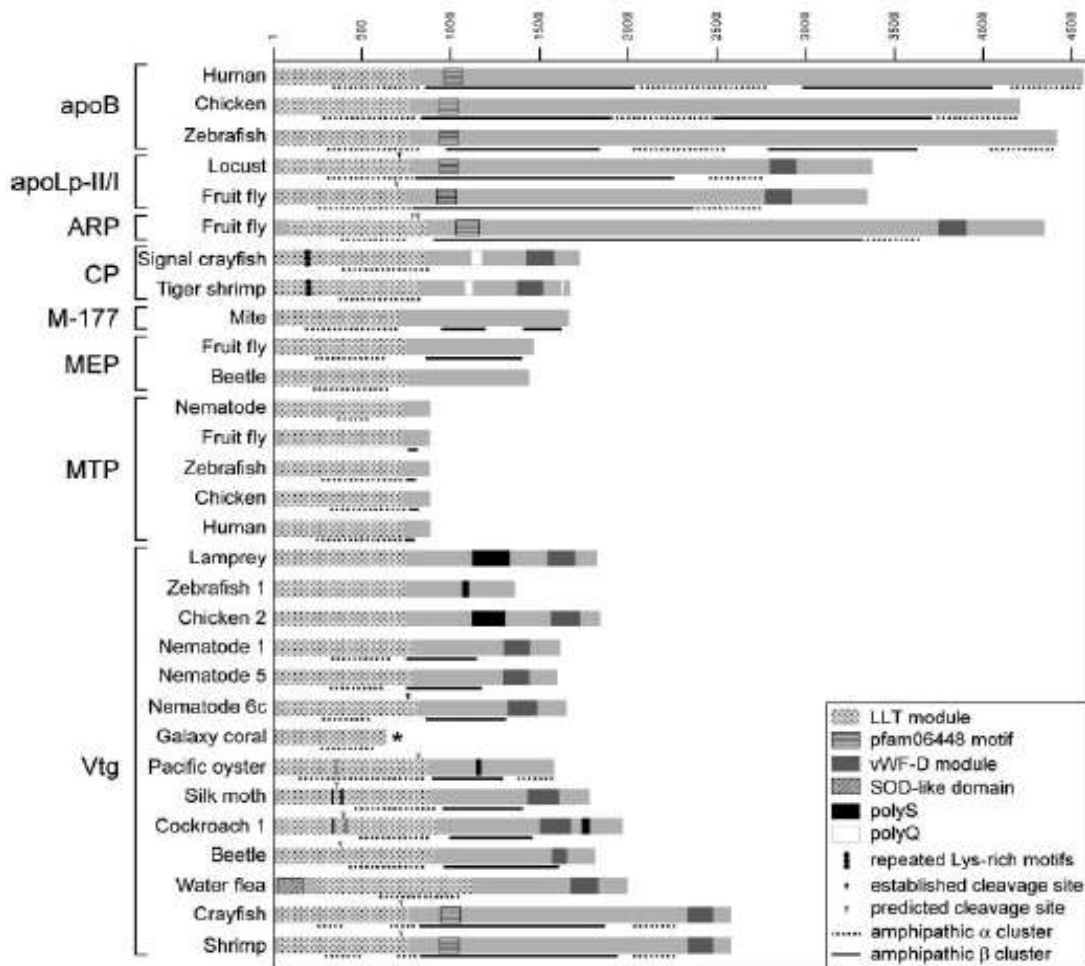 1
500
1000
1500
2000
2500
3000
3500
4000
4500
apoB
Human
Chicken
Zebrafish
apoLp-II/I
Locust
Fruit fly
ARP
Fruit fly
CP
Signal crayfish
Tiger shrimp
M-177
Mite
MEP
Fruit fly
Beetle
MTP
Nematode
Fruit fly
Zebrafish
Chicken
Human
Vtg
Lamprey
Zebrafish 1
Chicken 2
Nematode 1
Nematode 5
Nematode 6c
Galaxy coral *
Pacific oyster
Silk moth
Cockroach 1
Beetle
Water flea
Crayfish
Shrimp
LLT module
pfam06448 motif
vWF-D module
SOD-like domain
polyS
polyQ
repeated Lys-rich motifs
established cleavage site
predicted cleavage site
amphipathic α cluster
amphipathic β cluster